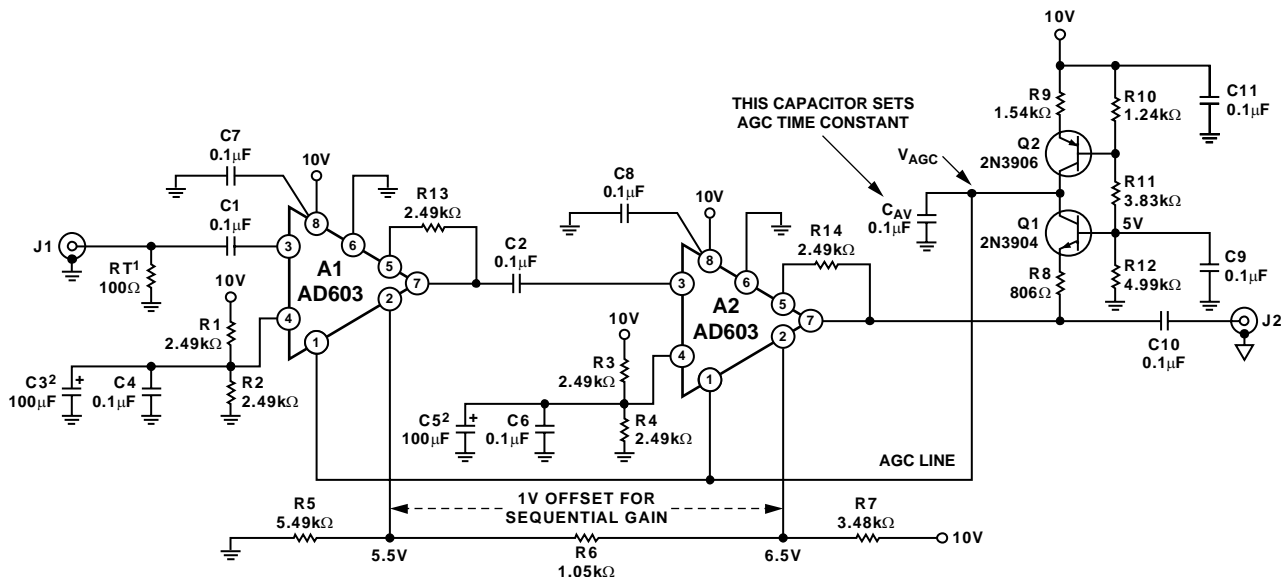 10V
THIS CAPACITOR SETS
AGC TIME CONSTANT
R9
1.54kΩ
R10
1.24kΩ
C11
0.1μF
Q2
2N3906
VAGC
C7
0.1μF
10V
R13
2.49kΩ
C8
0.1μF
10V
CAV
0.1μF
R11
3.83kΩ
Q1
2N3904
5V
R14
2.49kΩ
J1
C1
0.1μF
RT1
100Ω
3
8
6
5
7
2
4
1
A1
AD603
C2
0.1μF
3
8
6
5
7
2
4
1
A2
AD603
R8
806Ω
R12
4.99kΩ
C9
0.1μF
J2
C10
0.1μF
10V
R1
2.49kΩ
R2
2.49kΩ
C32
100μF
+
C4
0.1μF
10V
R3
2.49kΩ
R4
2.49kΩ
C52
100μF
+
C6
0.1μF
AGC LINE
1V OFFSET FOR
SEQUENTIAL GAIN
R5
5.49kΩ
5.5V
R6
1.05kΩ
6.5V
R7
3.48kΩ
10V